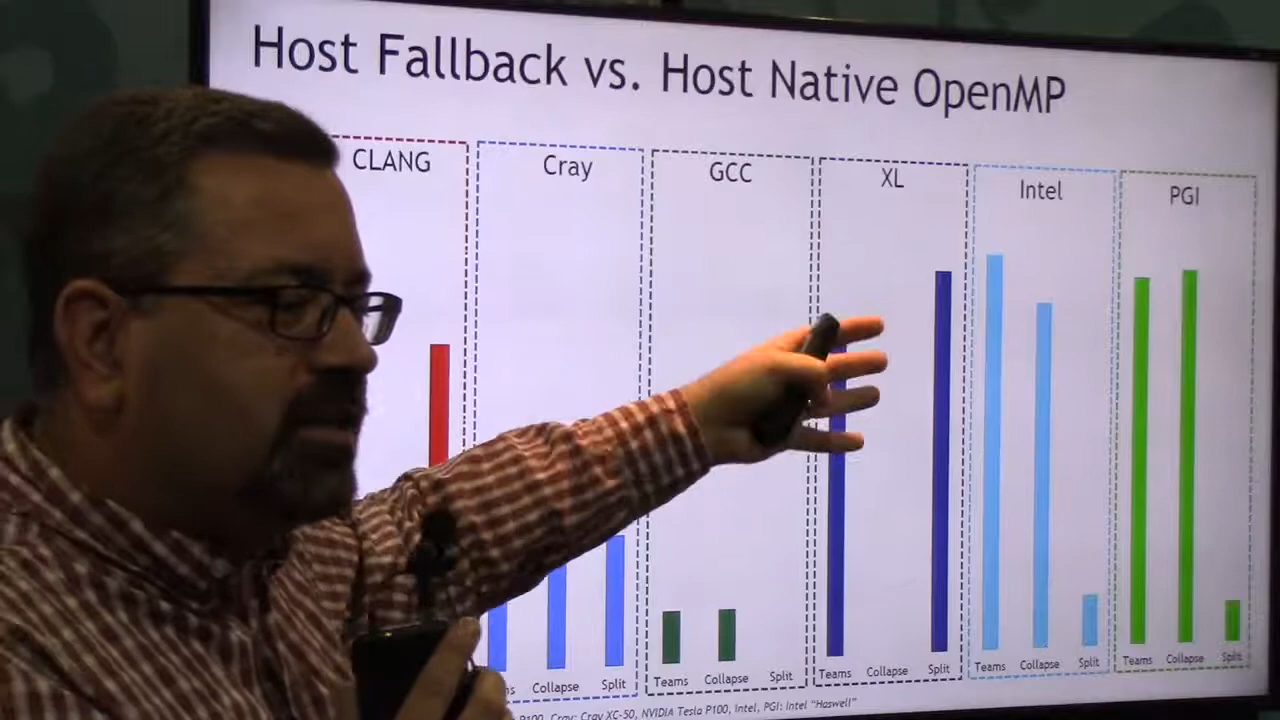 Host Fallback vs. Host Native OpenMP
CLANG Cray GCC XL Intel PGI
Collapse Split Teams Collapse Split Teams Collapse Split Teams Collapse Split Teams Collapse Split
P100, Cray: Cray XC-50, NVIDIA Tesla P100, Intel, PGI: Intel "Haswell"